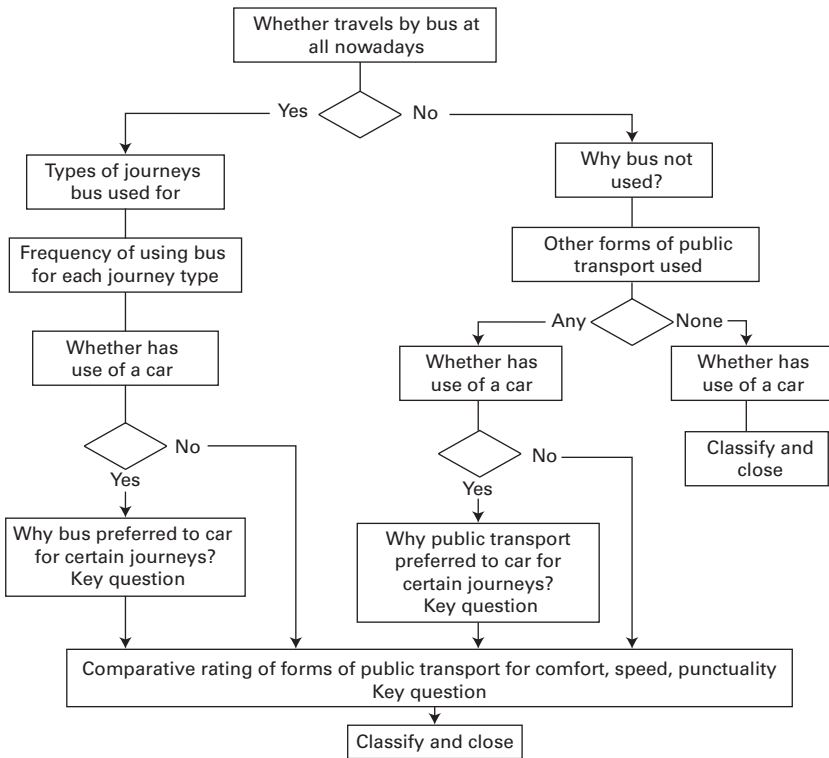 Whether travels by bus at
all nowadays
Yes
No
Types of journeys
bus used for
Why bus not
used?
Frequency of using bus
for each journey type
Other forms of public
transport used
Any
None
Whether has
use of a car
Whether has
use of a car
Whether has
use of a car
No
Yes
No
Yes
Classify and
close
Why bus preferred to car
for certain journeys?
Key question
Why public transport
preferred to car for
certain journeys?
Key question
Comparative rating of forms of public transport for comfort, speed, punctuality
Key question
Classify and close